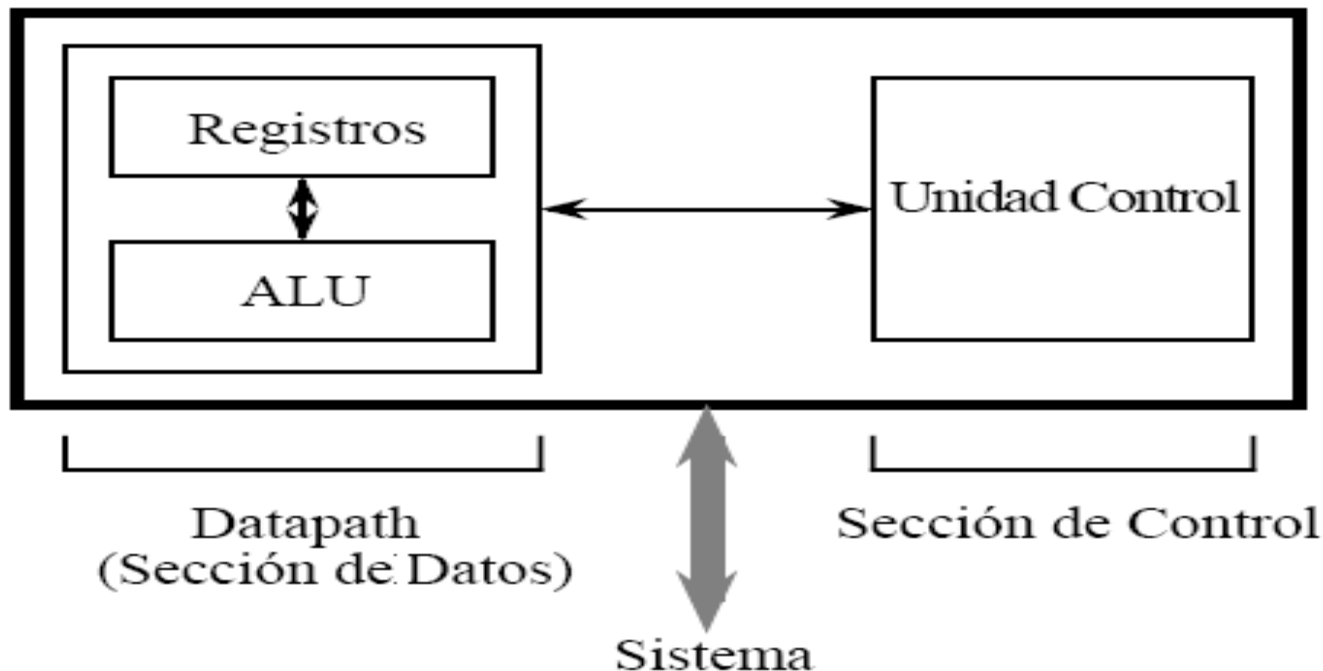 Registros
Unidad Control
ALU
Datapath
(Sección de Datos)
Sección de Control
Sistema